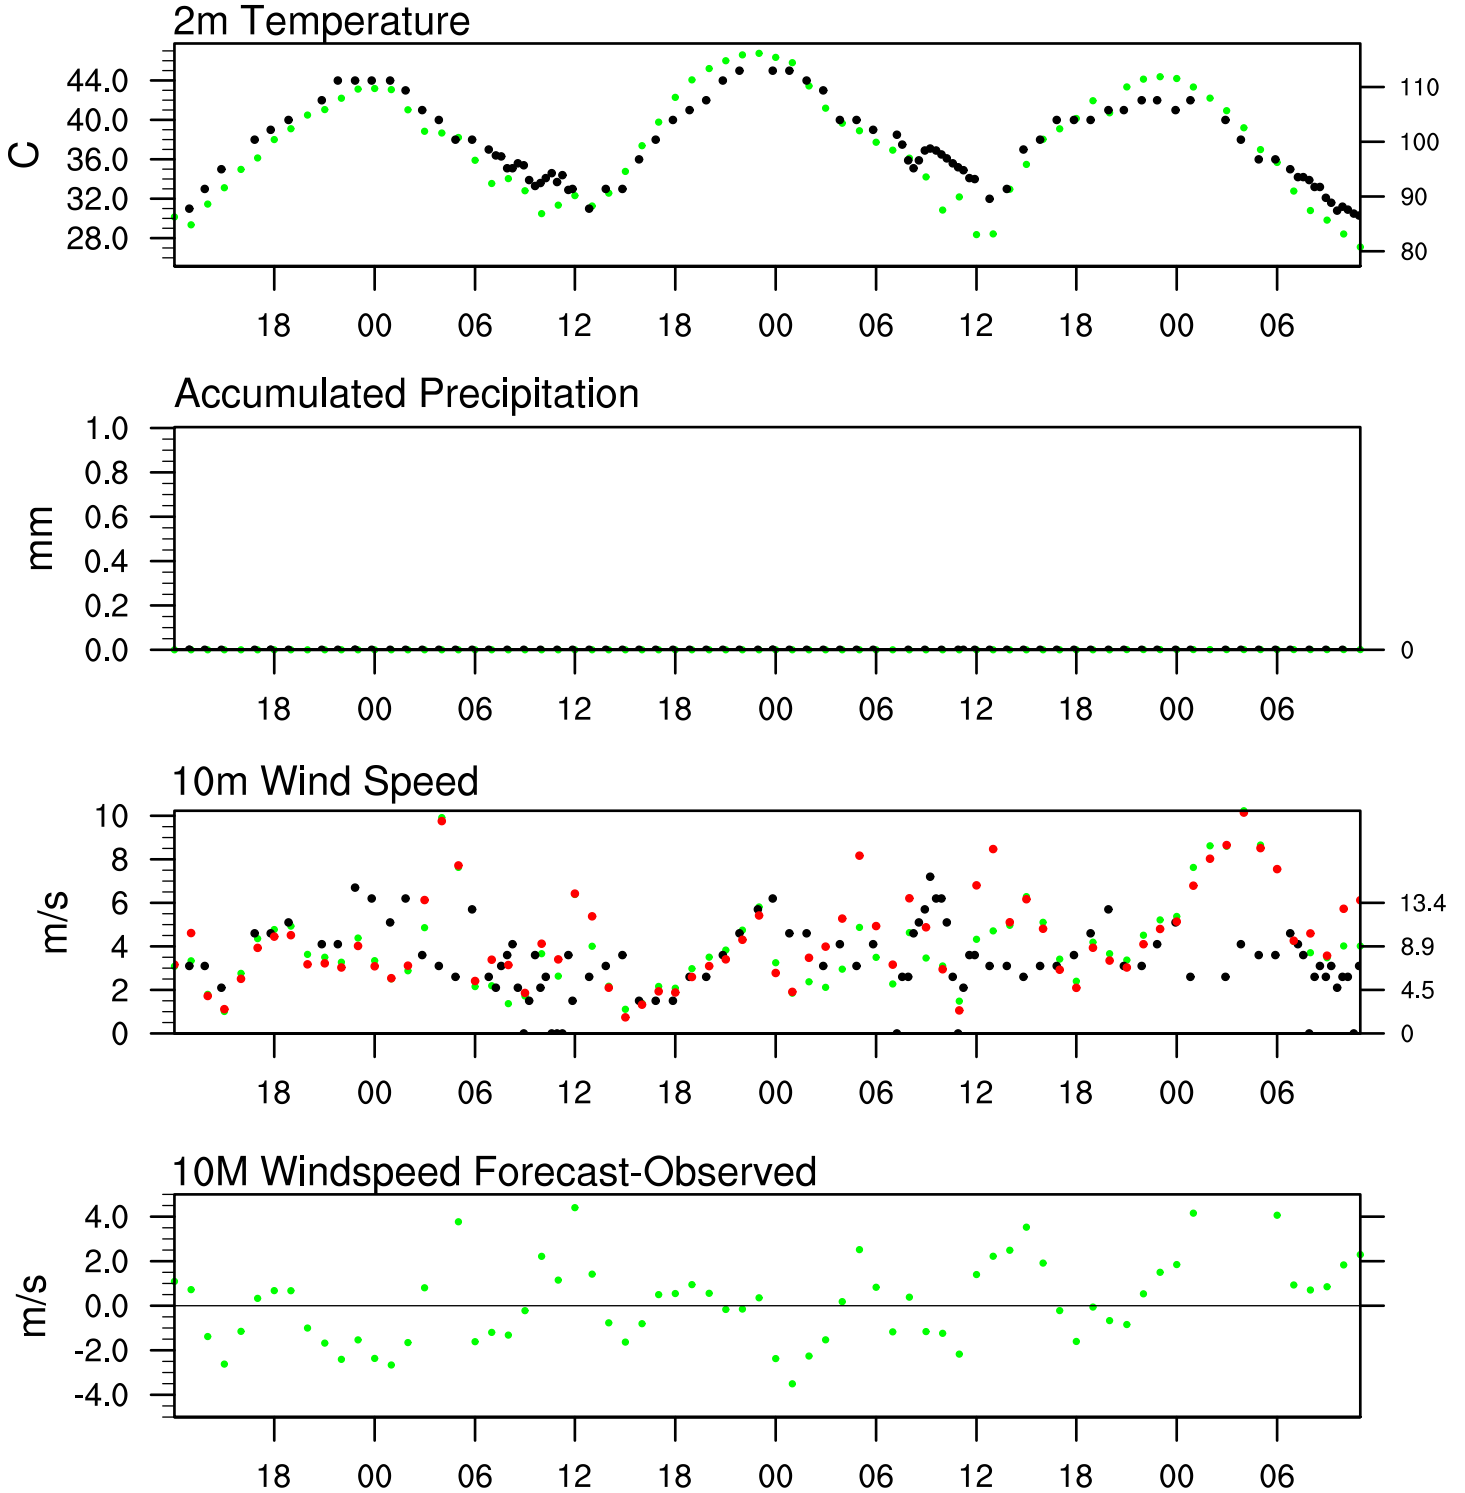 2m Temperature
44.0
40.0
36.0
32.0
28.0
C
110
100
90
80
18 00 06 12 18 00 06 12 18 00 06
Accumulated Precipitation
1.0
0.8
0.6
0.4
0.2
0.0
mm
0
18 00 06 12 18 00 06 12 18 00 06
10m Wind Speed
10
8
6
4
2
0
m/s
13.4
8.9
4.5
0
18 00 06 12 18 00 06 12 18 00 06
10M Windspeed Forecast-Observed
4.0
2.0
0.0
-2.0
-4.0
m/s
18 00 06 12 18 00 06 12 18 00 06